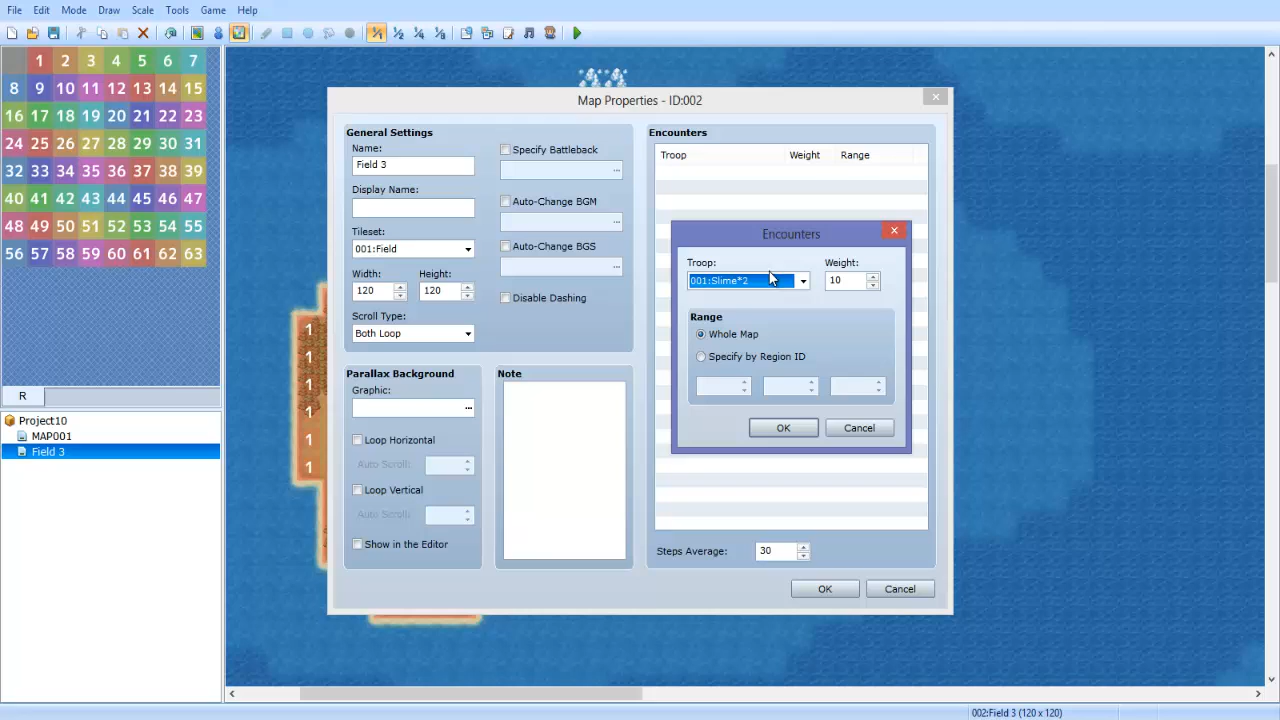 File Edit Mode Draw Scale Tools Game Help
1/1 1/2 1/4 1/8
1 2 3 4 5 6 7
8 9 10 11 12 13 14 15
16 17 18 19 20 21 22 23
24 25 26 27 28 29 30 31
32 33 34 35 36 37 38 39
40 41 42 43 44 45 46 47
48 49 50 51 52 53 54 55
56 57 58 59 60 61 62 63
R
Project10
MAP001
Field 3
1
1
1
1
1
1
Map Properties - ID:002
General Settings
Name:
Field 3
Display Name:
Tileset:
001:Field
Width: Height:
120 120
Scroll Type:
Both Loop
Specify Battleback
...
Auto-Change BGM
...
Auto-Change BGS
...
Disable Dashing
Parallax Background
Graphic:
...
Loop Horizontal
Auto Scroll:
Loop Vertical
Auto Scroll:
Show in the Editor
Note
Encounters
Troop Weight Range
Encounters
Troop: Weight:
001:Slime*2 10
Range
Whole Map
Specify by Region ID
OK Cancel
Steps Average: 30
OK Cancel
002:Field 3 (120 x 120)